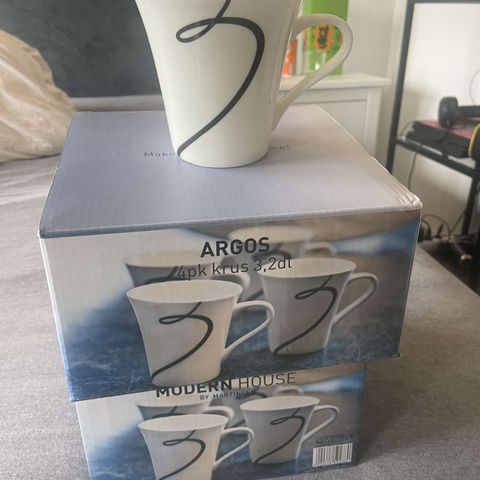 ARGOS
4pk krus 3,2dl
MODERN HOUSE
BY MARTINSEN